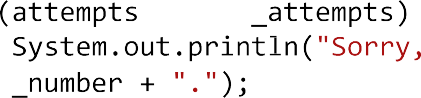 (attempts _attempts)
System.out.println("Sorry,
_number + ".");